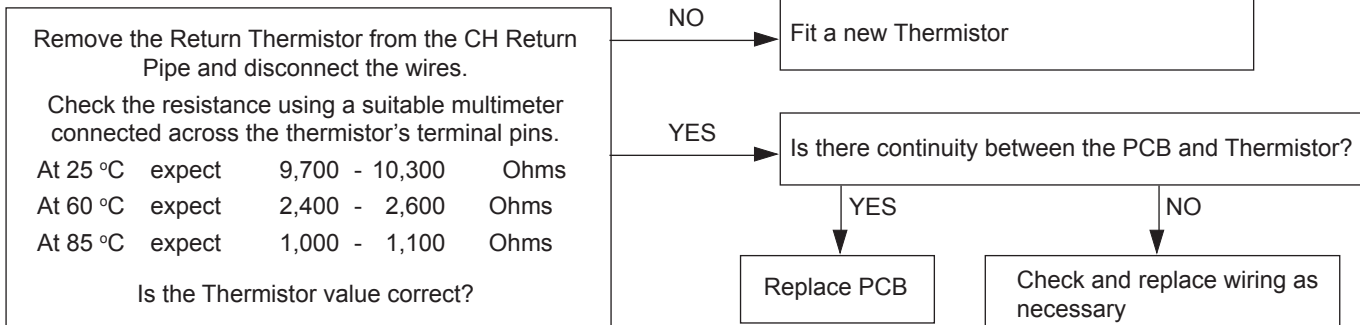 Remove the Return Thermistor from the CH Return
Pipe and disconnect the wires.
Check the resistance using a suitable multimeter
connected across the thermistor's terminal pins.
At 25 °C expect 9,700 - 10,300 Ohms
At 60 °C expect 2,400 - 2,600 Ohms
At 85 °C expect 1,000 - 1,100 Ohms
Is the Thermistor value correct?
NO
Fit a new Thermistor
YES
Is there continuity between the PCB and Thermistor?
YES
NO
Replace PCB
Check and replace wiring as
necessary